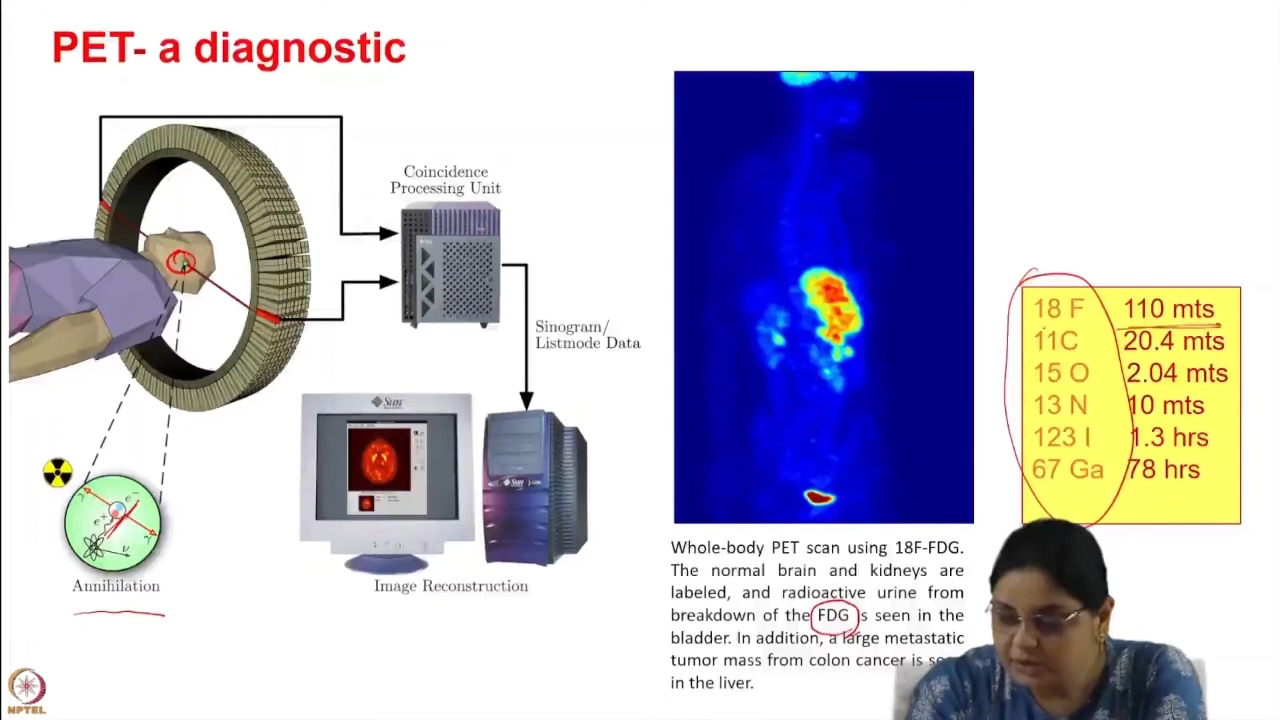 PET- a diagnostic
Coincidence
Processing Unit
Sinogram/
Listmode Data
Sun
Sun
Annihilation
Image Reconstruction
γ
e-
e+
ν
γ
Whole-body PET scan using 18F-FDG.
The normal brain and kidneys are
labeled, and radioactive urine from
breakdown of the FDG is seen in the
bladder. In addition, a large metastatic
tumor mass from colon cancer is
in the liver.
18 F 110 mts
11C 20.4 mts
15 O 2.04 mts
13 N 10 mts
123 I 1.3 hrs
67 Ga 78 hrs
NPTEL